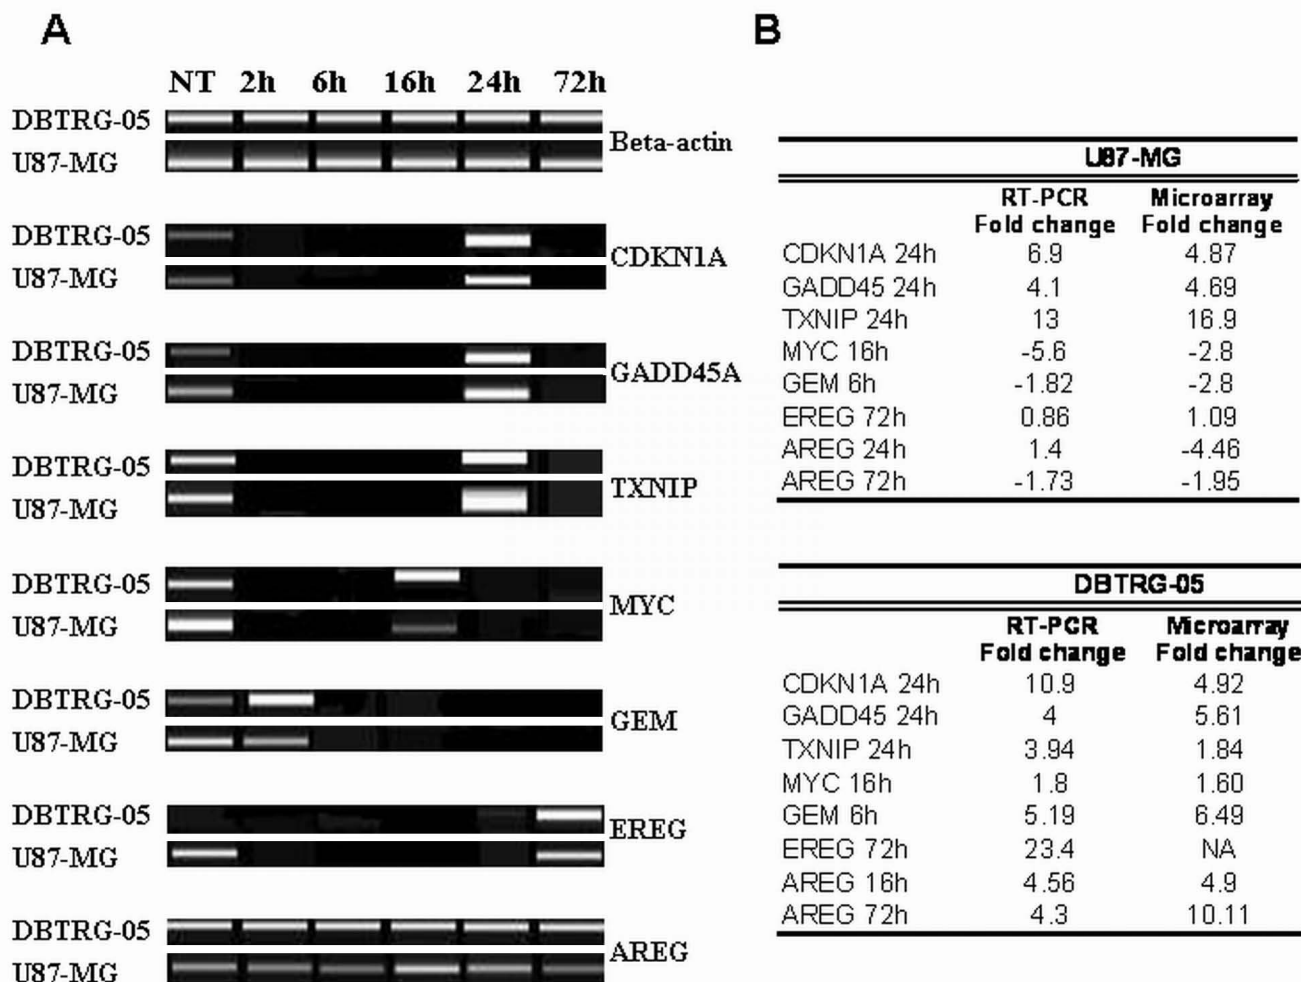 A
NT 2h 6h 16h 24h 72h
DBTRG-05
U87-MG
Beta-actin
DBTRG-05
U87-MG
CDKN1A
DBTRG-05
U87-MG
GADD45A
DBTRG-05
U87-MG
TXNIP
DBTRG-05
U87-MG
MYC
DBTRG-05
U87-MG
GEM
DBTRG-05
U87-MG
EREG
DBTRG-05
U87-MG
AREG
B
U87-MG
RT-PCR Microarray
Fold change Fold change
CDKN1A 24h 6.9 4.87
GADD45 24h 4.1 4.69
TXNIP 24h 13 16.9
MYC 16h -5.6 -2.8
GEM 6h -1.82 -2.8
EREG 72h 0.86 1.09
AREG 24h 1.4 -4.46
AREG 72h -1.73 -1.95
DBTRG-05
RT-PCR Microarray
Fold change Fold change
CDKN1A 24h 10.9 4.92
GADD45 24h 4 5.61
TXNIP 24h 3.94 1.84
MYC 16h 1.8 1.60
GEM 6h 5.19 6.49
EREG 72h 23.4 NA
AREG 16h 4.56 4.9
AREG 72h 4.3 10.11